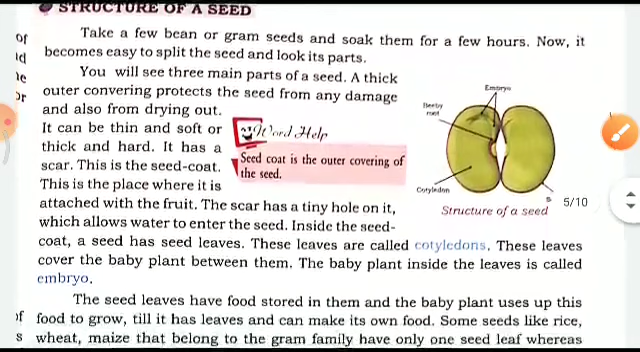 STRUCTURE OF A SEED
Take a few bean or gram seeds and soak them for a few hours. Now, it
becomes easy to split the seed and look its parts.
You will see three main parts of a seed. A thick
outer convering protects the seed from any damage
and also from drying out.
It can be thin and soft or
thick and hard. It has a
scar. This is the seed-coat.
This is the place where it is
attached with the fruit. The scar has a tiny hole on it,
which allows water to enter the seed. Inside the seed-
coat, a seed has seed leaves. These leaves are called cotyledons. These leaves
cover the baby plant between them. The baby plant inside the leaves is called
embryo.
The seed leaves have food stored in them and the baby plant uses up this
food to grow, till it has leaves and can make its own food. Some seeds like rice,
wheat, maize that belong to the gram family have only one seed leaf whereas
Word Help
Seed coat is the outer covering of
the seed.
Embryo
root
Cotyledon
S
Structure of a seed
5/10
of
of
s